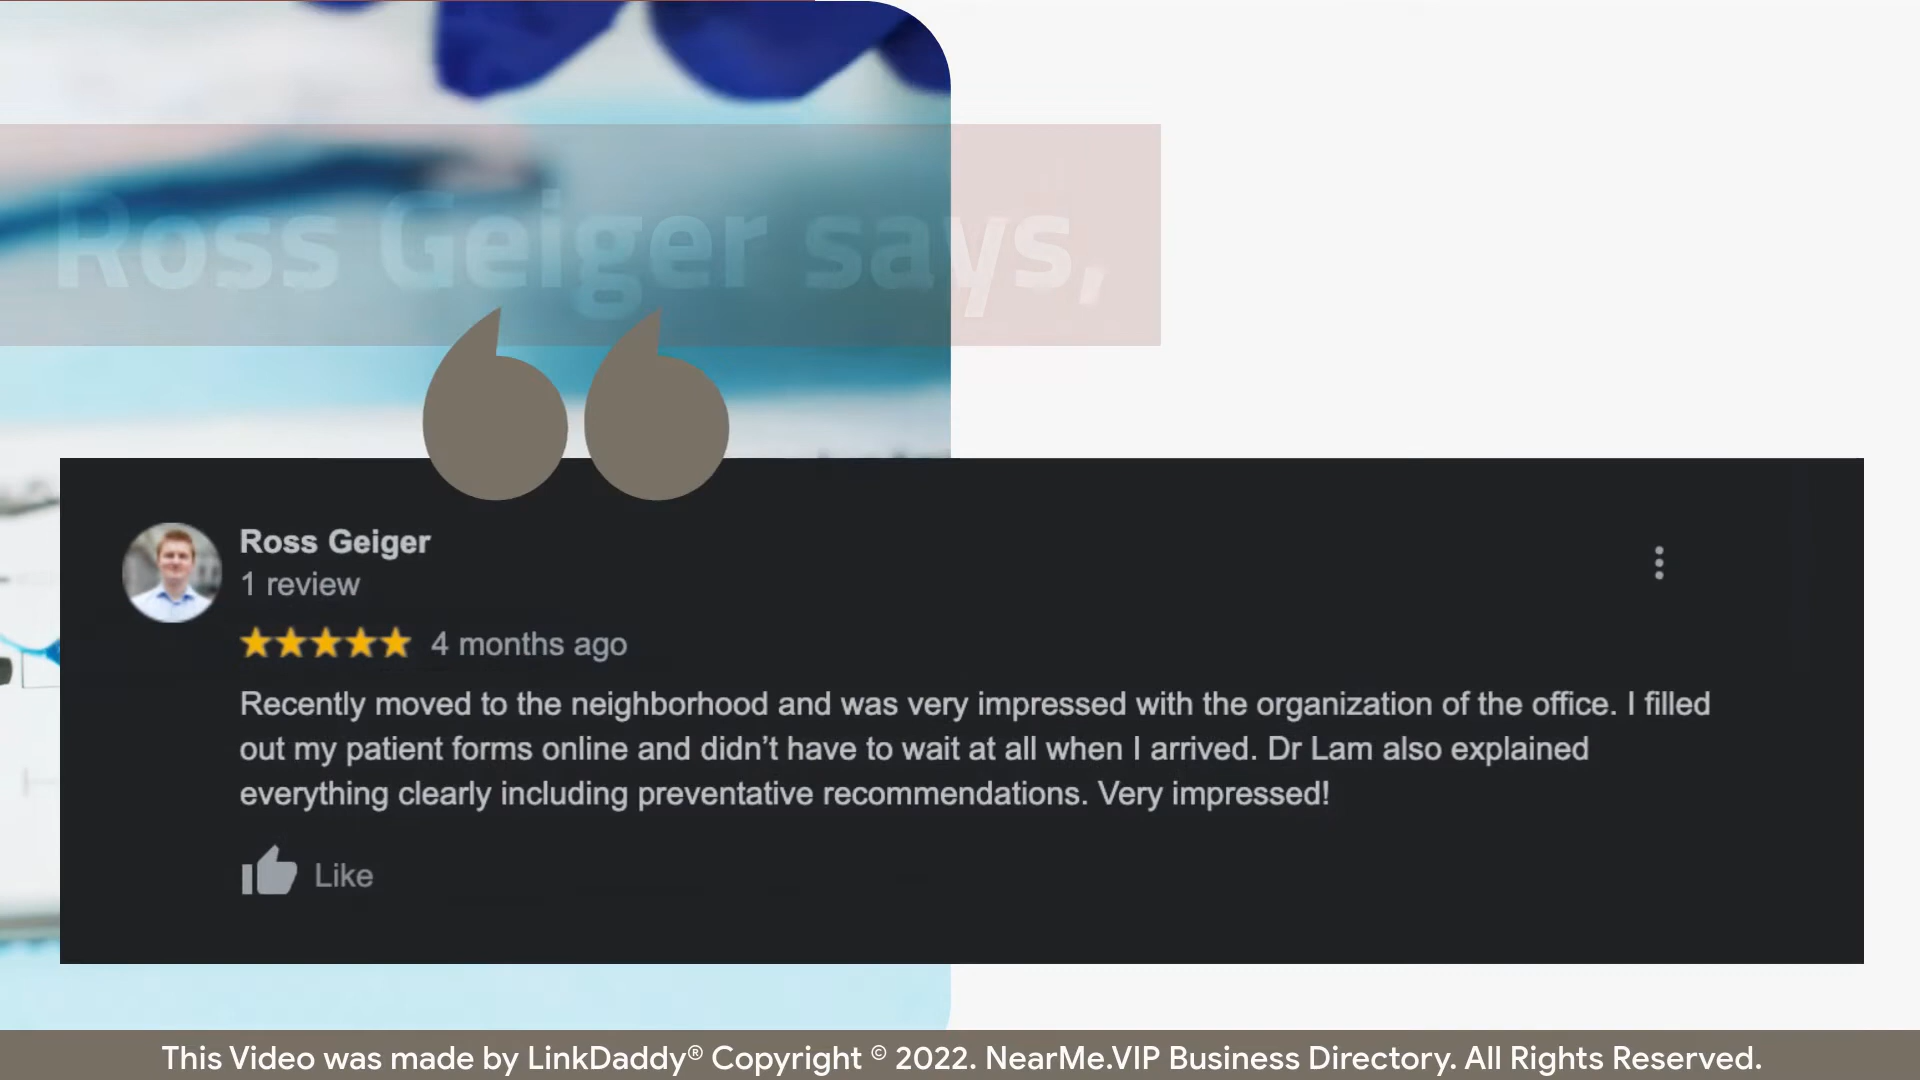 Ross Geiger says,
Ross Geiger
1 review
4 months ago
Recently moved to the neighborhood and was very impressed with the organization of the office. I filled
out my patient forms online and didn’t have to wait at all when I arrived. Dr Lam also explained
everything clearly including preventative recommendations. Very impressed!
Like
This Video was made by LinkDaddy® Copyright © 2022. NearMe.VIP Business Directory. All Rights Reserved.